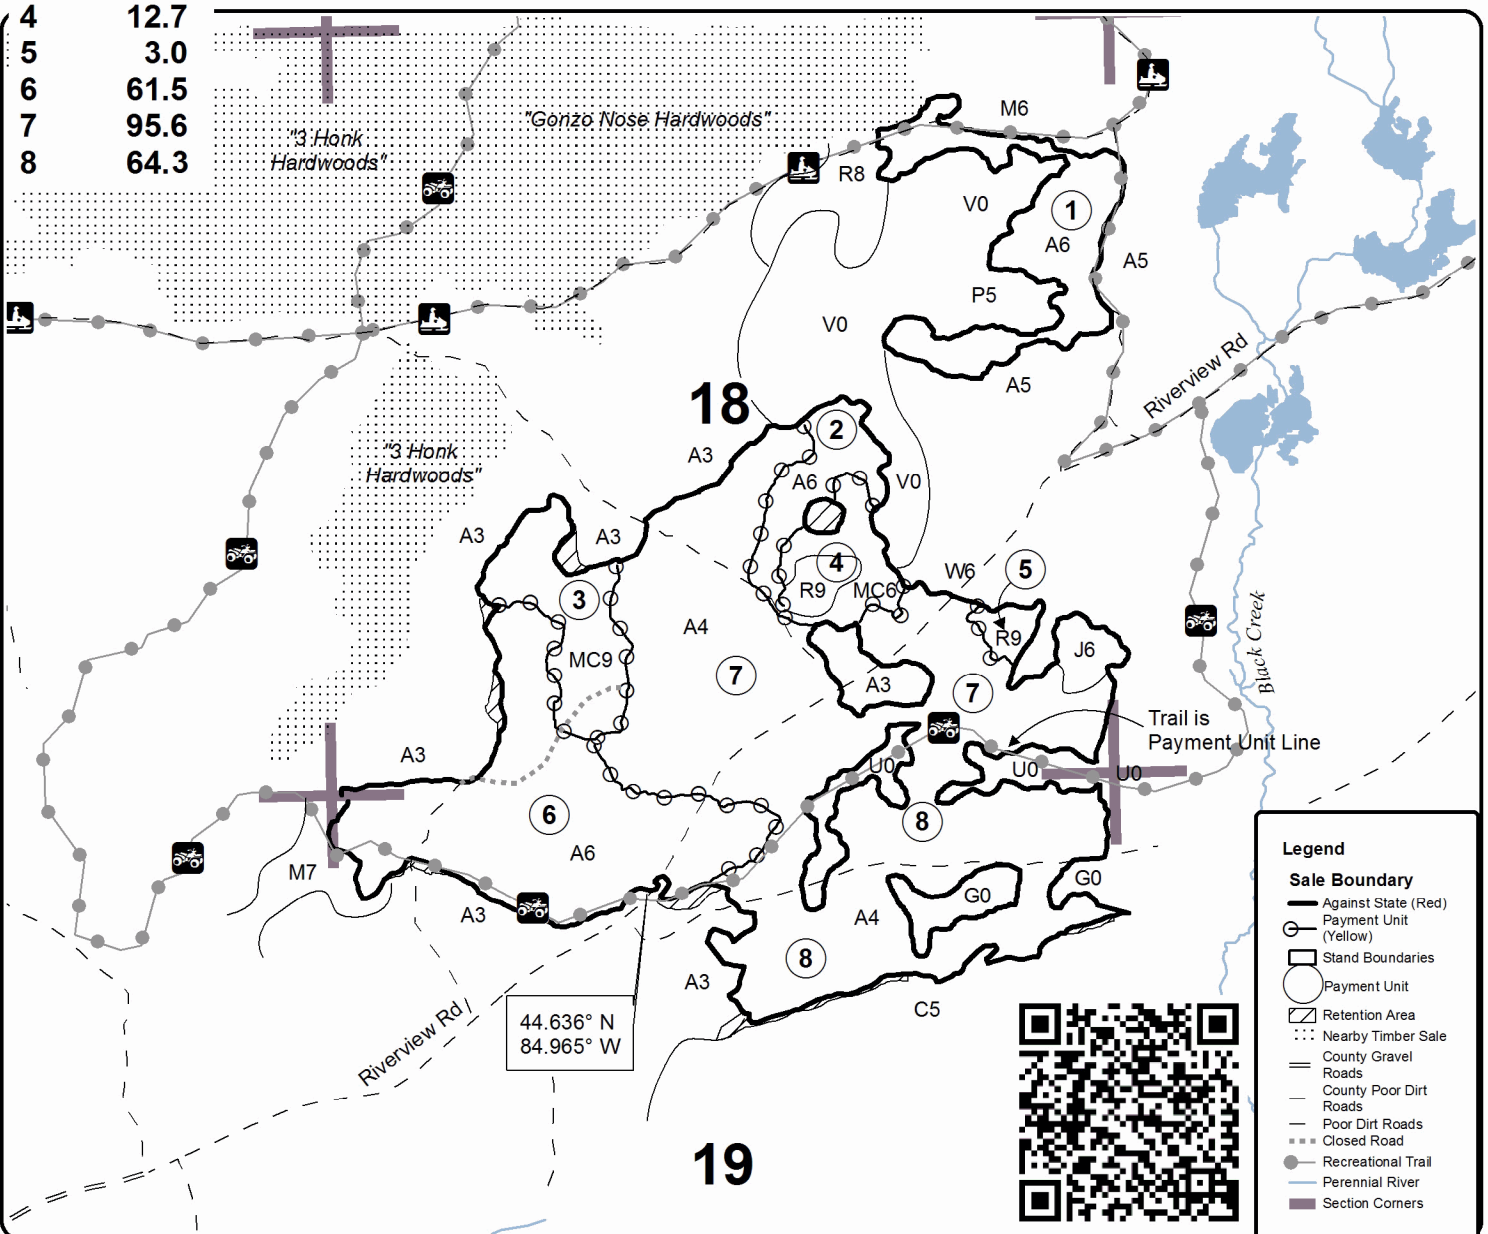 4 12.7
5 3.0
6 61.5
7 95.6
8 64.3
"3 Honk
Hardwoods"
"Gonzo Nose Hardwoods"
M6
R8
V0
1
A6
A5
P5
V0
A5
Riverview Rd
18
2
"3 Honk
Hardwoods"
A3
A6
V0
A3
A3
4
W6
5
3
R9
MC6
Black Creek
A4
R9
J6
MC9
7
A3
7
Trail is
Payment Unit Line
A3
U0
U0
U0
6
8
A6
M7
G0
G0
A3
A4
8
A3
C5
44.636° N
84.965° W
Riverview Rd
19
Legend
Sale Boundary
Against State (Red)
Payment Unit
(Yellow)
Stand Boundaries
Payment Unit
Retention Area
Nearby Timber Sale
County Gravel
Roads
County Poor Dirt
Roads
Poor Dirt Roads
Closed Road
Recreational Trail
Perennial River
Section Corners